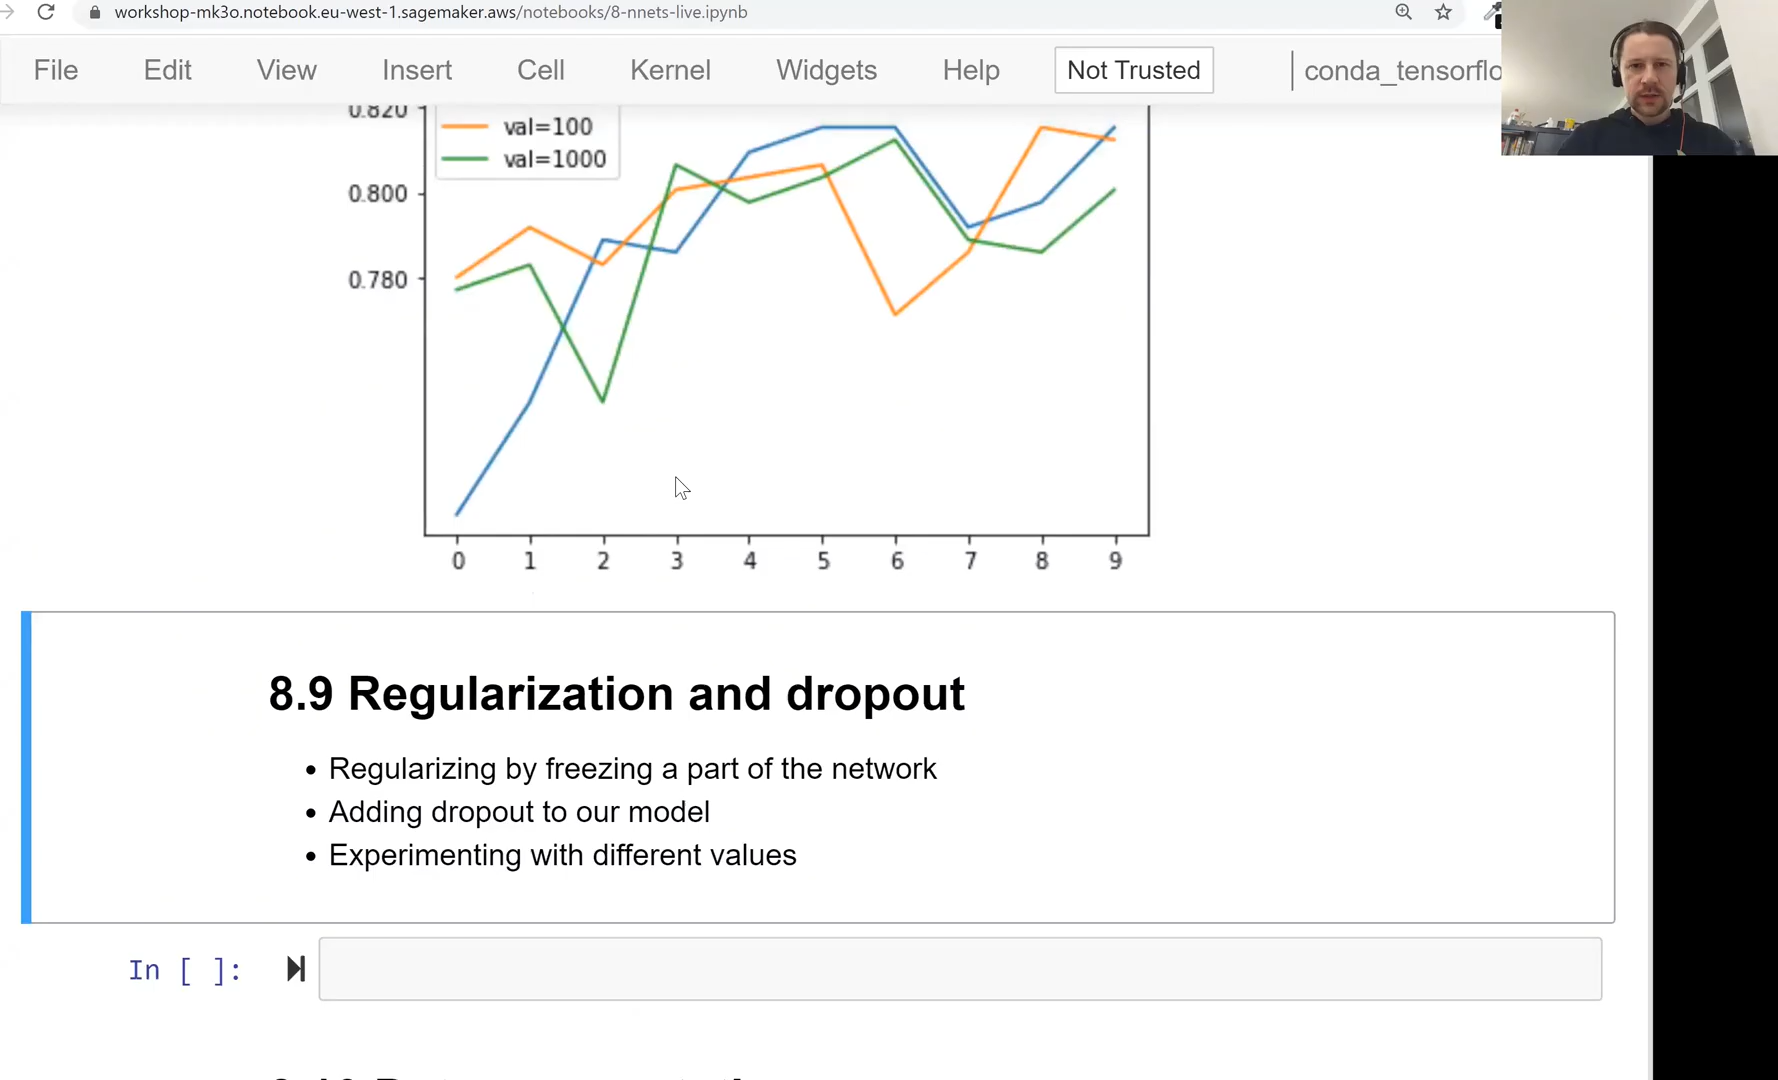 workshop-mk3o.notebook.eu-west-1.sagemaker.aws/notebooks/8-nnets-live.ipynb
File Edit View Insert Cell Kernel Widgets Help Not Trusted conda_tensorflo
0.820
val=100
val=1000
0.800
0.780
0 1 2 3 4 5 6 7 8 9
8.9 Regularization and dropout
• Regularizing by freezing a part of the network
• Adding dropout to our model
• Experimenting with different values
In [ ]: